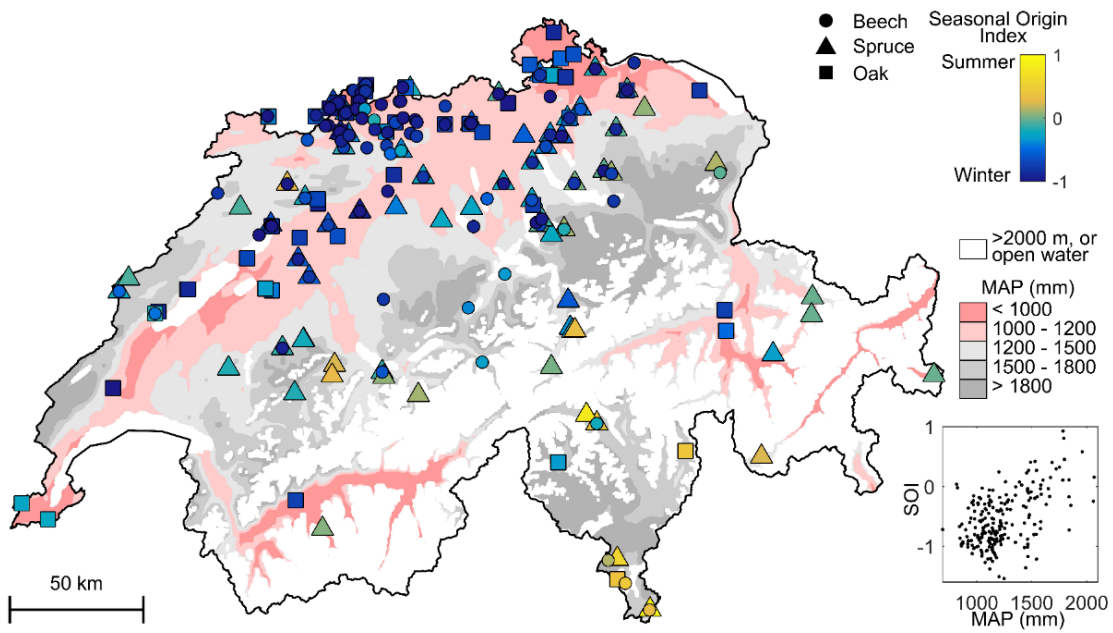 Beech
Spruce
Oak
Seasonal Origin
Index
Summer
Winter
1
0
-1
>2000 m, or
open water
MAP (mm)
< 1000
1000 - 1200
1200 - 1500
1500 - 1800
> 1800
50 km
SOI
1
0
-1
1000 1500 2000
MAP (mm)